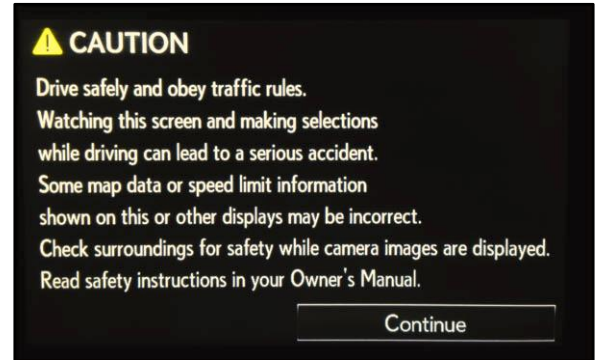 CAUTION
Drive safely and obey traffic rules.
Watching this screen and making selections
while driving can lead to a serious accident.
Some map data or speed limit information
shown on this or other displays may be incorrect.
Check surroundings for safety while camera images are displayed.
Read safety instructions in your Owner's Manual.
Continue